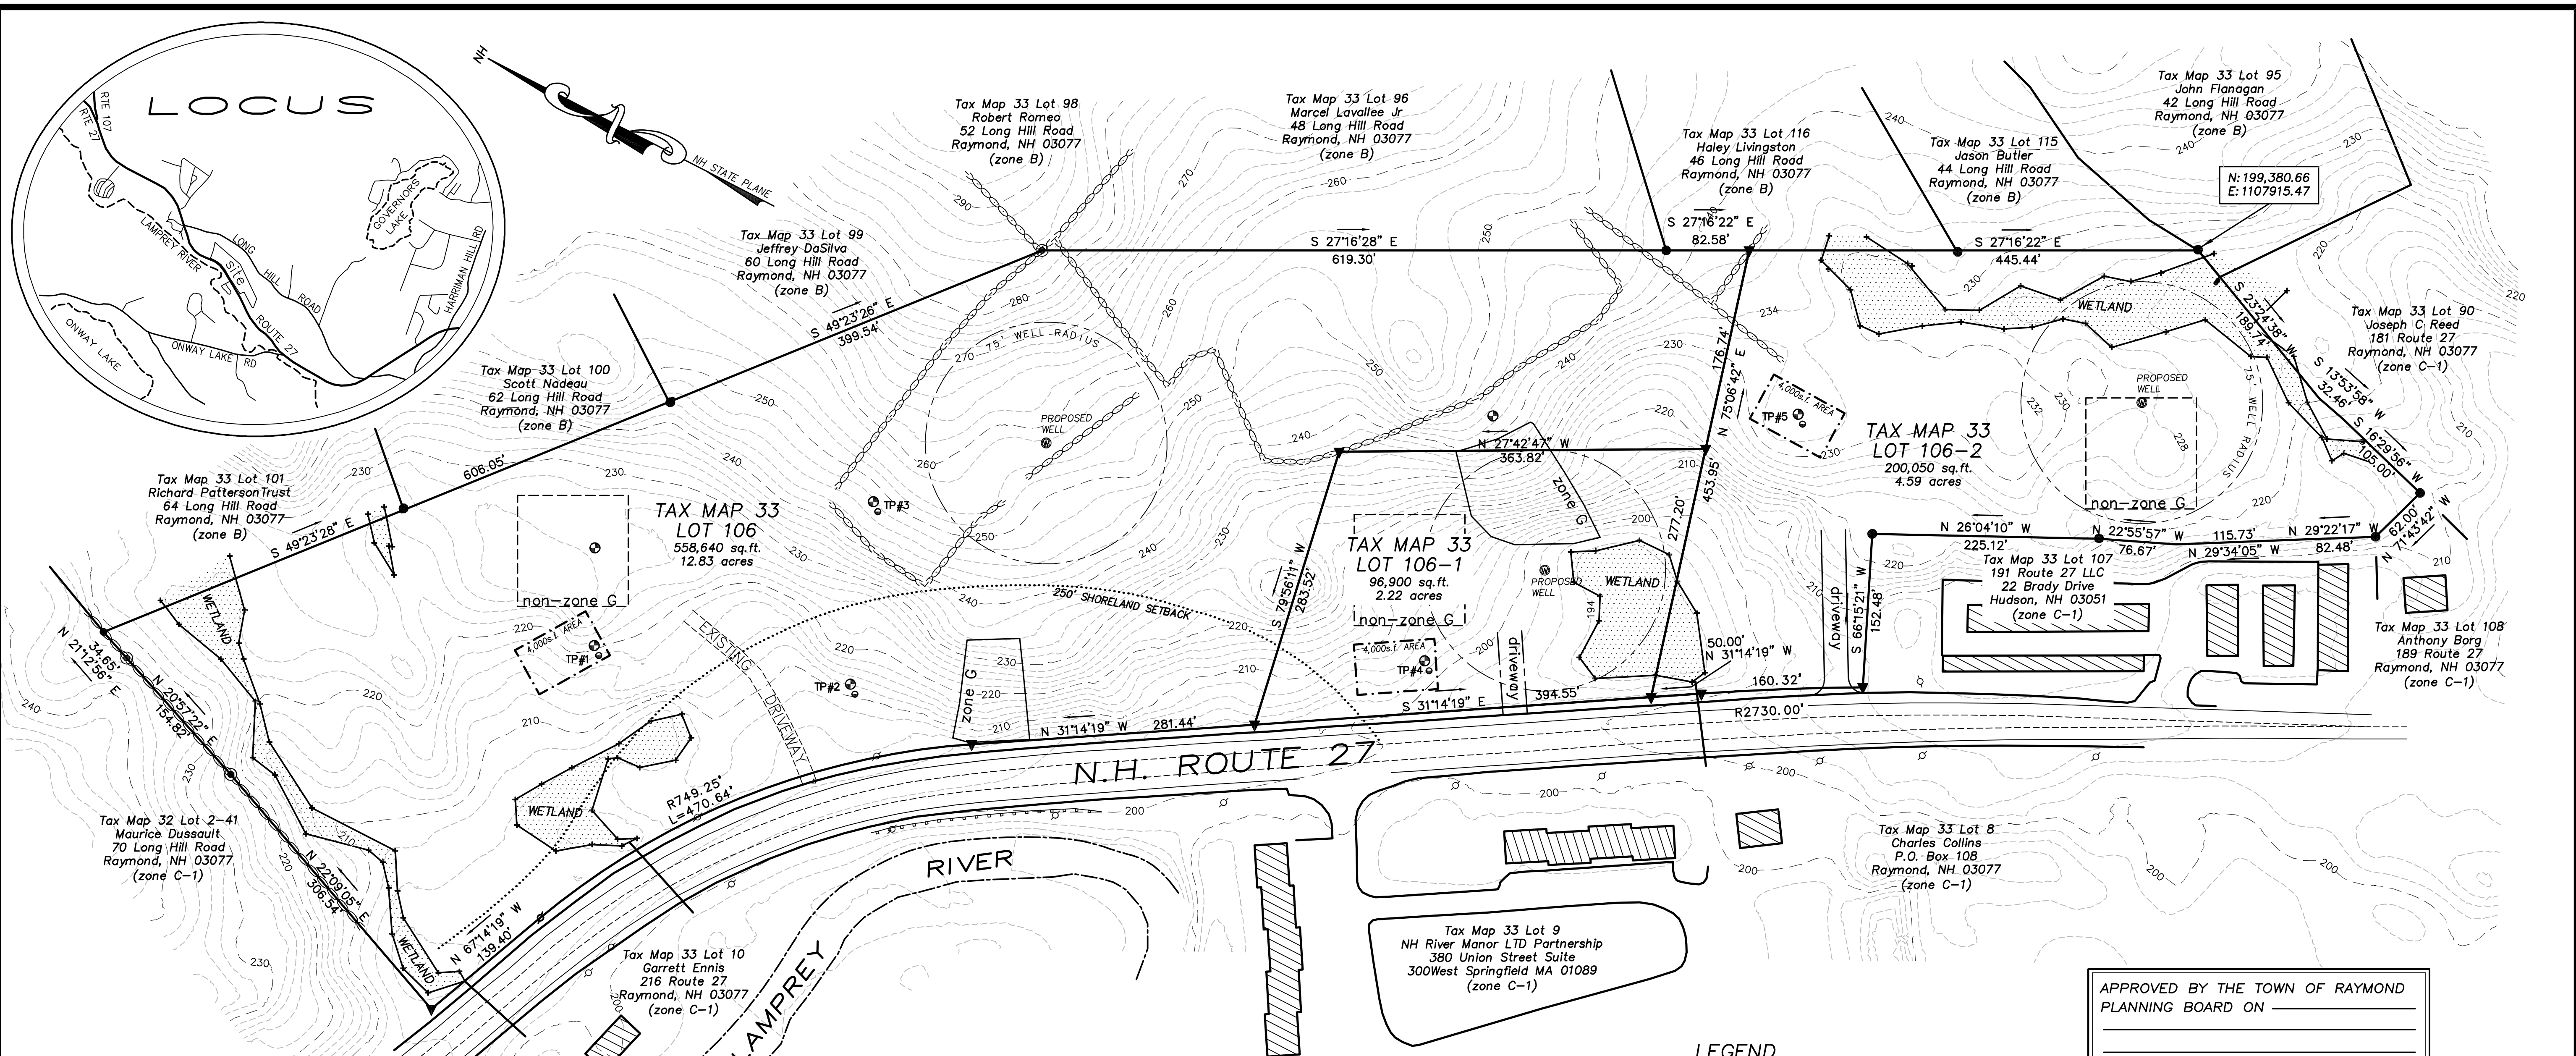 LOCUS
RTE 107
RTE 27
LAMPREY RIVER
LONG
HILL
ROAD
Site
GOVERNORS
LAKE
HARRIMAN HILL RD
ROUTE 27
ONWAY LAKE
ONWAY LAKE RD
NH
NH STATE PLANE
Tax Map 33 Lot 98
Robert Romeo
52 Long Hill Road
Raymond, NH 03077
(zone B)
Tax Map 33 Lot 96
Marcel Lavallee Jr
48 Long Hill Road
Raymond, NH 03077
(zone B)
Tax Map 33 Lot 116
Haley Livingston
46 Long Hill Road
Raymond, NH 03077
(zone B)
Tax Map 33 Lot 115
Jason Butler
44 Long Hill Road
Raymond, NH 03077
(zone B)
Tax Map 33 Lot 95
John Flanagan
42 Long Hill Road
Raymond, NH 03077
(zone B)
N:199,380.66
E:1107915.47
Tax Map 33 Lot 99
Jeffrey DaSilva
60 Long Hill Road
Raymond, NH 03077
(zone B)
Tax Map 33 Lot 100
Scott Nadeau
62 Long Hill Road
Raymond, NH 03077
(zone B)
Tax Map 33 Lot 101
Richard PattersonTrust
64 Long Hill Road
Raymond, NH 03077
(zone B)
Tax Map 33 Lot 90
Joseph C Reed
181 Route 27
Raymond, NH 03077
(zone C-1)
S 49°23'26" E
399.54'
S 27°16'28" E
619.30'
S 27°16'22" E
82.58'
S 27°16'22" E
445.44'
S 23°24'38" W
189.74'
S 13°53'58" W
32.46'
S 16°29'56" W
105.00'
62.00'
N 71°43'42" W
606.05'
S 49°23'28" E
75' WELL RADIUS
PROPOSED
WELL
TP#3
N 27°42'47" W
363.82'
176.74'
N 75°06'42" E
453.95'
277.20'
4,000s.f. AREA
TP#5
WETLAND
PROPOSED
WELL
75' WELL RADIUS
non-zone G
TAX MAP 33
LOT 106
558,640 sq.ft.
12.83 acres
TAX MAP 33
LOT 106-1
96,900 sq.ft.
2.22 acres
TAX MAP 33
LOT 106-2
200,050 sq.ft.
4.59 acres
non-zone G
non-zone G
zone G
zone G
WETLAND
PROPOSED
WELL
WETLAND
4,000s.f. AREA
TP#1
TP#2
4,000s.f. AREA
TP#4
EXISTING
DRIVEWAY
250' SHORELAND SETBACK
S 79°56'11" W
283.52'
driveway
driveway
S 66°15'21" W
152.48'
N 26°04'10" W
225.12'
N 22°55'57" W
76.67'
115.73'
N 29°34'05" W
N 29°22'17" W
82.48'
Tax Map 33 Lot 107
191 Route 27 LLC
22 Brady Drive
Hudson, NH 03051
(zone C-1)
Tax Map 33 Lot 108
Anthony Borg
189 Route 27
Raymond, NH 03077
(zone C-1)
50.00'
N 31°14'19" W
160.32'
R2730.00'
S 31°14'19" E
394.55'
N 31°14'19" W
281.44'
N.H. ROUTE 27
R749.25'
L=470.64'
34.65'
N 21°12'56" E
N 20°57'22" E
154.82'
N 22°09'05" E
306.54'
WETLAND
WETLAND
N 67°14'19" W
139.40'
Tax Map 32 Lot 2-41
Maurice Dussault
70 Long Hill Road
Raymond, NH 03077
(zone C-1)
LAMPREY
RIVER
Tax Map 33 Lot 10
Garrett Ennis
216 Route 27
Raymond, NH 03077
(zone C-1)
Tax Map 33 Lot 9
NH River Manor LTD Partnership
380 Union Street Suite
300West Springfield MA 01089
(zone C-1)
Tax Map 33 Lot 8
Charles Collins
P.O. Box 108
Raymond, NH 03077
(zone C-1)
LEGEND
APPROVED BY THE TOWN OF RAYMOND
PLANNING BOARD ON